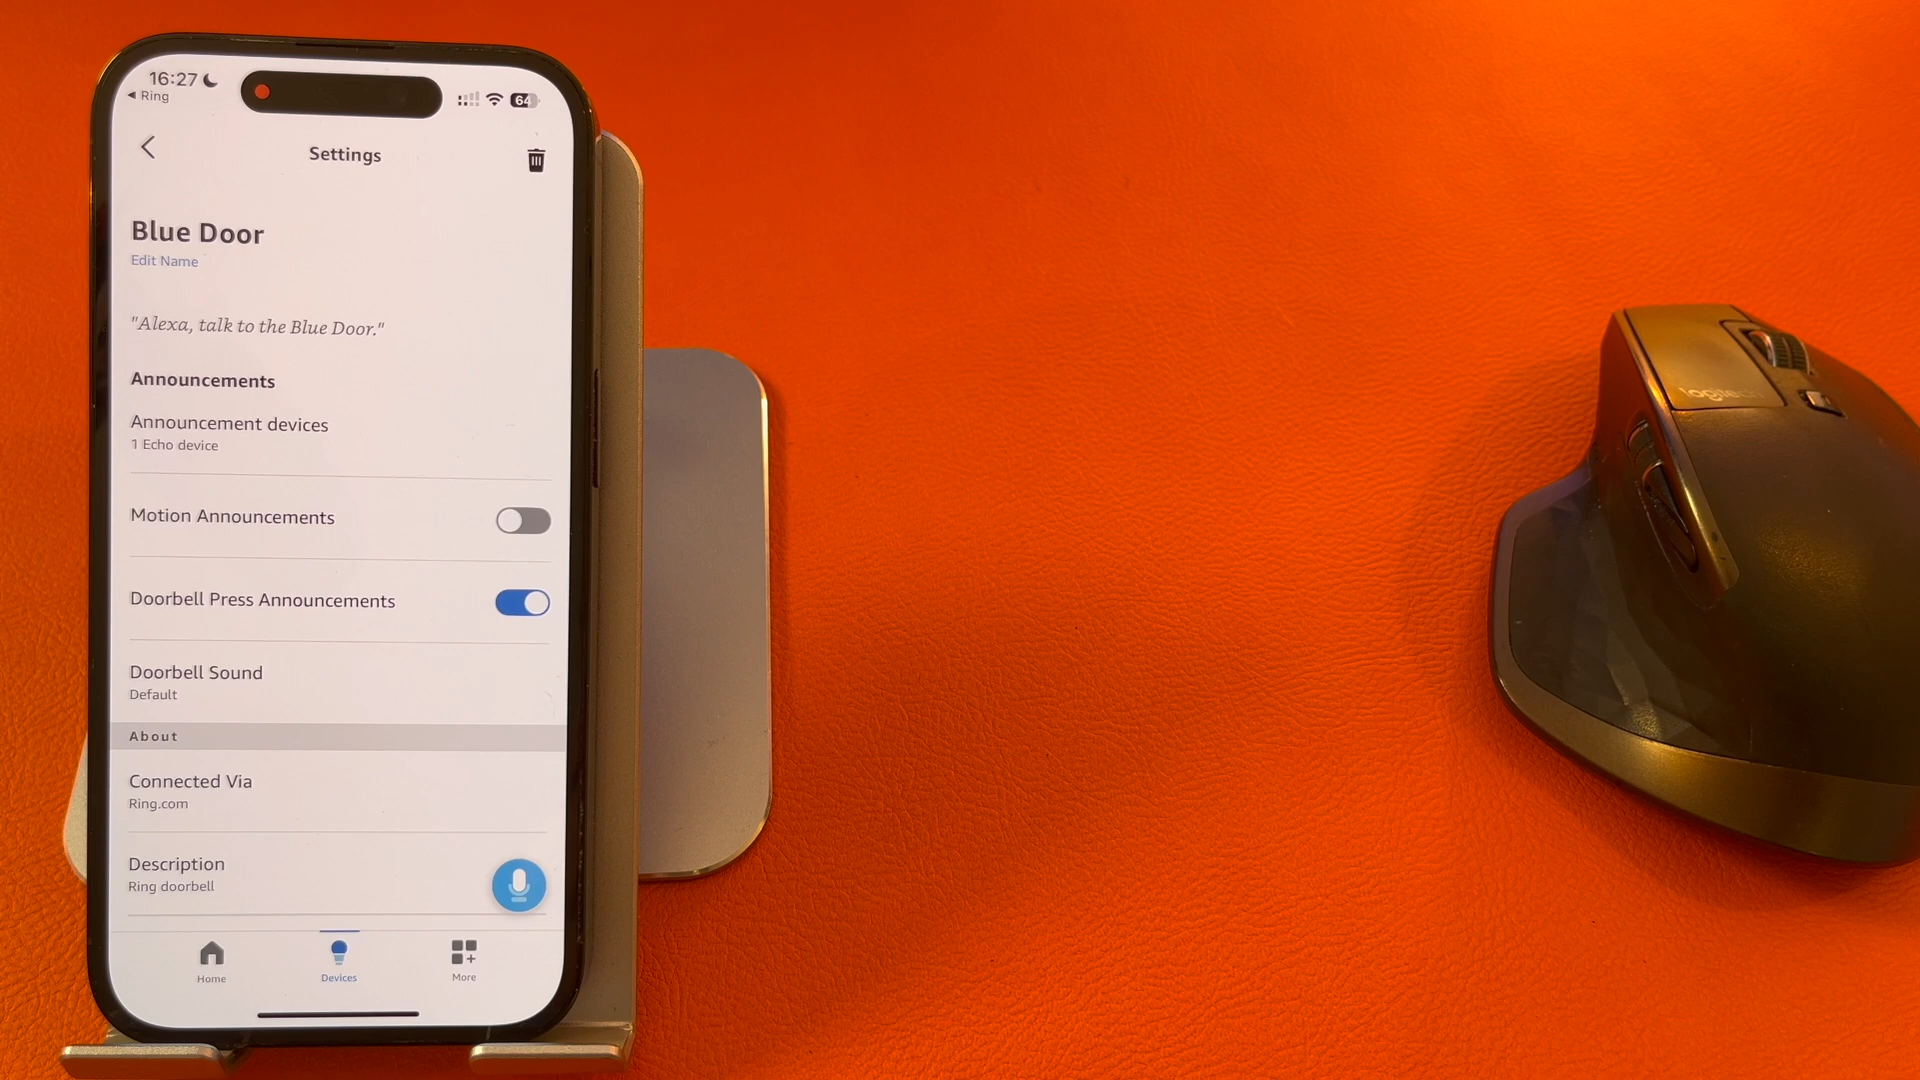 16:27
64
◄ Ring
Settings
Blue Door
Edit Name
"Alexa, talk to the Blue Door."
Announcements
Announcement devices
1 Echo device
Motion Announcements
Doorbell Press Announcements
Doorbell Sound
Default
About
Connected Via
Ring.com
Description
Ring doorbell
Home
Devices
More
logitech